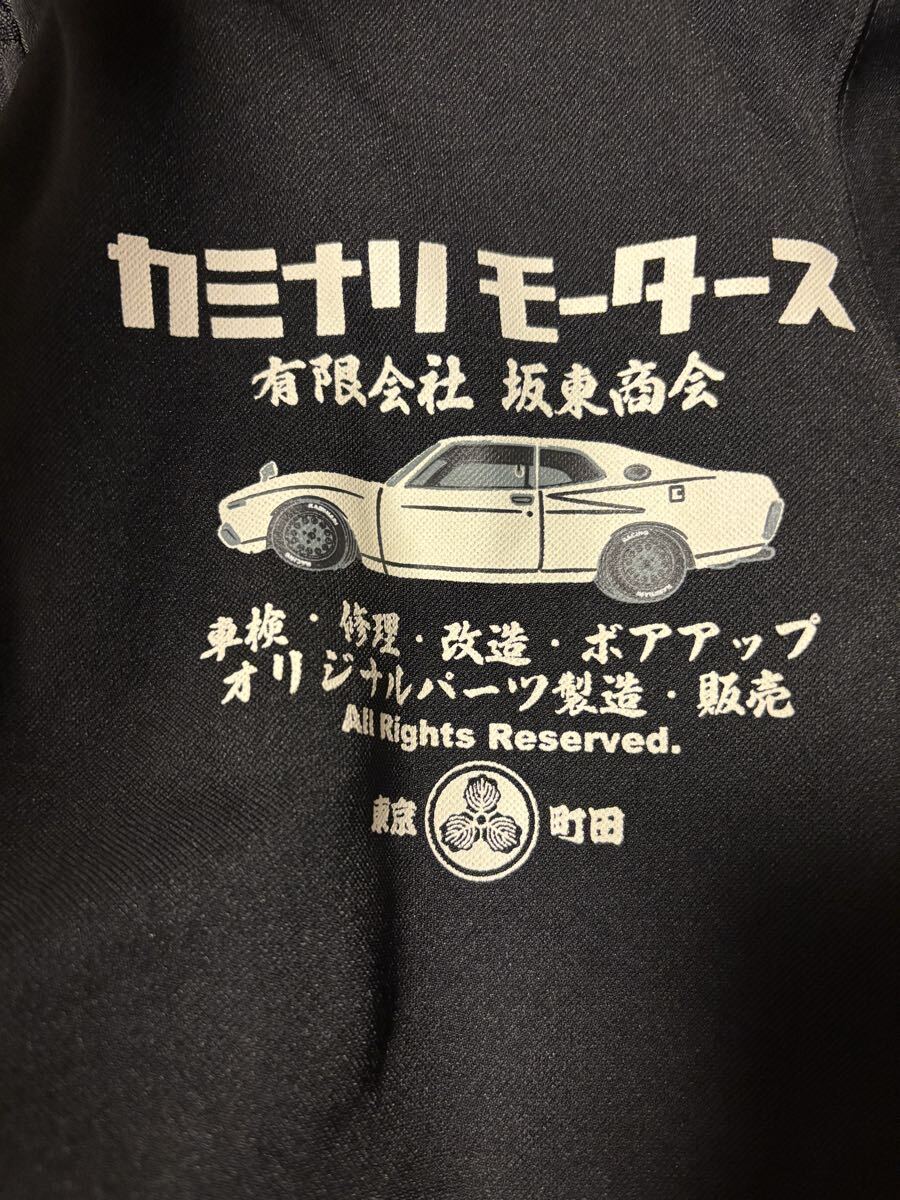 カミナリ モータース
有限会社 坂東商会
車検・修理・改造・ボアアップ
オリジナルパーツ製造・販売
All Rights Reserved.
東京 町田